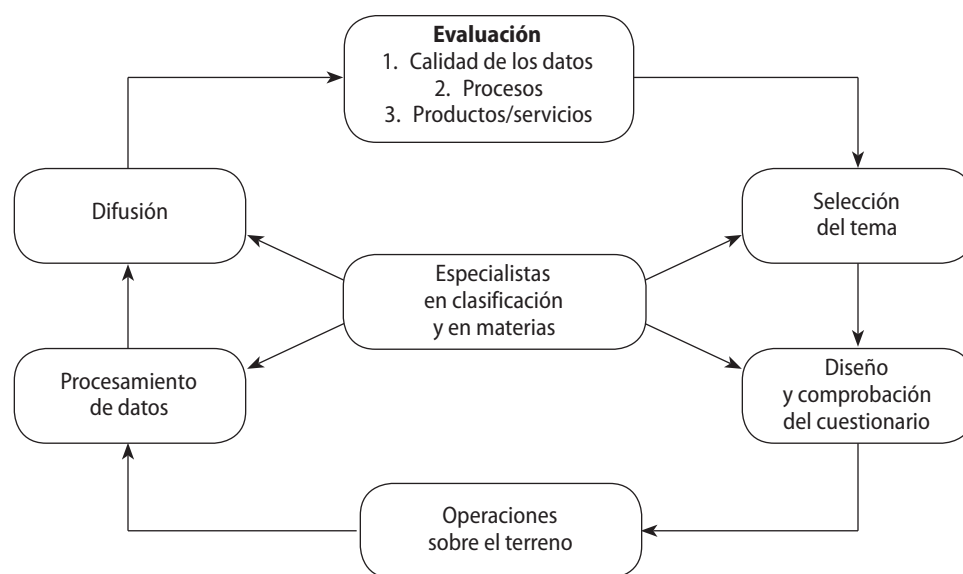 Evaluación
1. Calidad de los datos
2. Procesos
3. Productos/servicios
Difusión
Selección
del tema
Especialistas
en clasificación
y en materias
Procesamiento
de datos
Diseño
y comprobación
del cuestionario
Operaciones
sobre el terreno